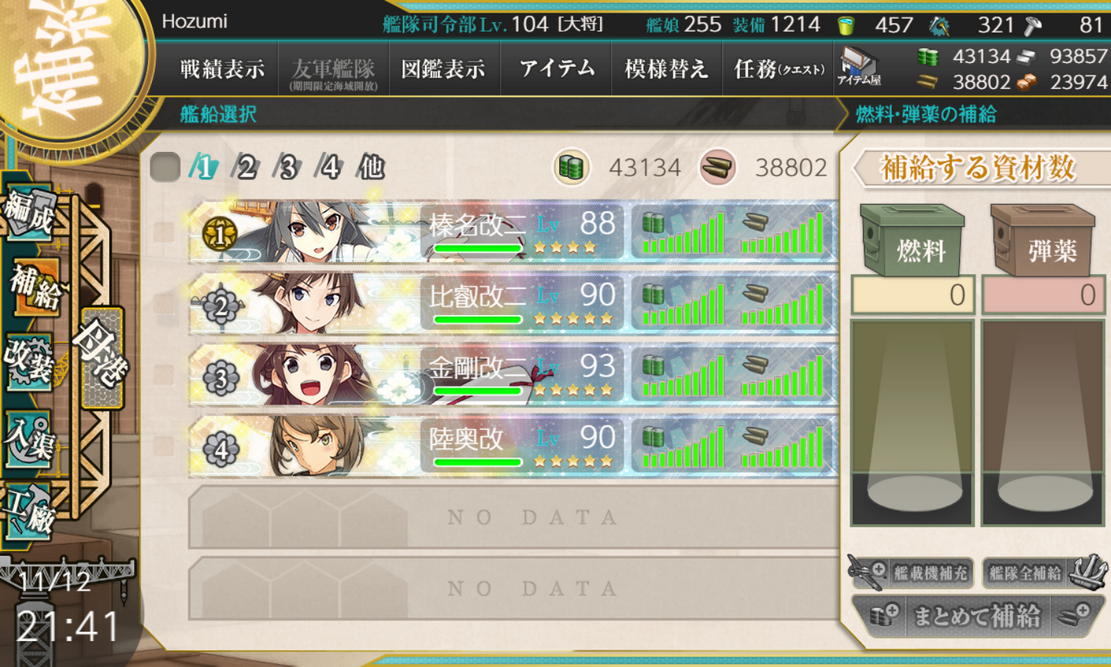 補給
Hozumi
艦隊司令部Lv. 104 [大将]
艦娘 255 装備 1214
457
321
81
戦績表示
友軍艦隊
(期間限定海域開放)
図鑑表示
アイテム
模様替え
任務(クエスト)
アイテム屋
43134
93857
38802
23974
艦船選択
燃料・弾薬の補給
1 2 3 4 他
43134
38802
補給する資材数
編成
補給
改装
入渠
工廠
母港
1
榛名改二 Lv 88
2
比叡改二 Lv 90
3
金剛改二 Lv 93
4
陸奥改 Lv 90
NO DATA
NO DATA
燃料
弾薬
0
0
艦載機補充
艦隊全補給
まとめて補給
11/12
21:41